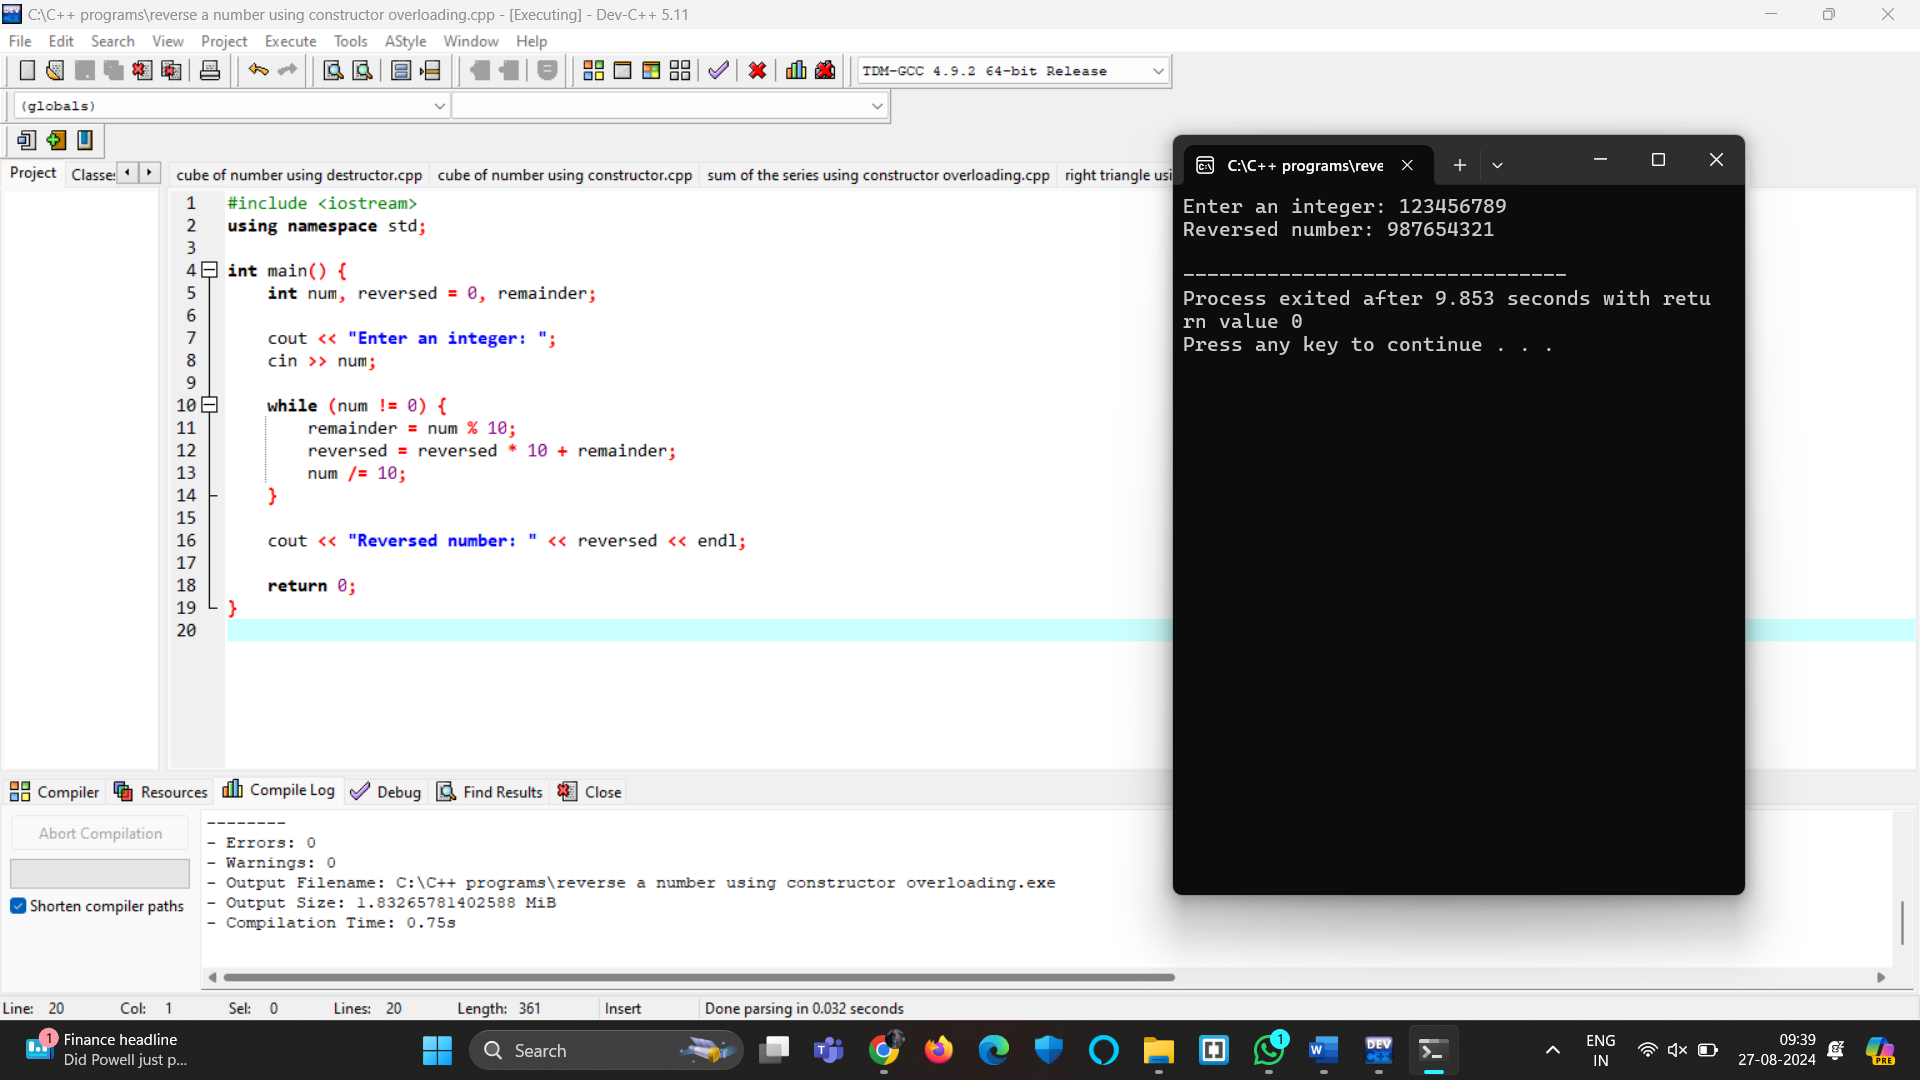 C:\C++ programs\reverse a number using constructor overloading.cpp - [Executing] - Dev-C++ 5.11
File Edit Search View Project Execute Tools AStyle Window Help
TDM-GCC 4.9.2 64-bit Release
(globals)
Project Classes
cube of number using destructor.cpp cube of number using constructor.cpp sum of the series using constructor overloading.cpp right triangle usi
1 #include <iostream>
2 using namespace std;
3
4 int main() {
5 int num, reversed = 0, remainder;
6
7 cout << "Enter an integer: ";
8 cin >> num;
9
10 while (num != 0) {
11 remainder = num % 10;
12 reversed = reversed * 10 + remainder;
13 num /= 10;
14 }
15
16 cout << "Reversed number: " << reversed << endl;
17
18 return 0;
19 }
20
C:\C++ programs\reve
Enter an integer: 123456789
Reversed number: 987654321
--------------------------------
Process exited after 9.853 seconds with retu
rn value 0
Press any key to continue . . .
Compiler Resources Compile Log Debug Find Results Close
Abort Compilation
Shorten compiler paths
--------
- Errors: 0
- Warnings: 0
- Output Filename: C:\C++ programs\reverse a number using constructor overloading.exe
- Output Size: 1.83265781402588 MiB
- Compilation Time: 0.75s
Line: 20 Col: 1 Sel: 0 Lines: 20 Length: 361 Insert Done parsing in 0.032 seconds
1
Finance headline
Did Powell just p...
Search
1
ENG
IN
09:39
27-08-2024
PRE